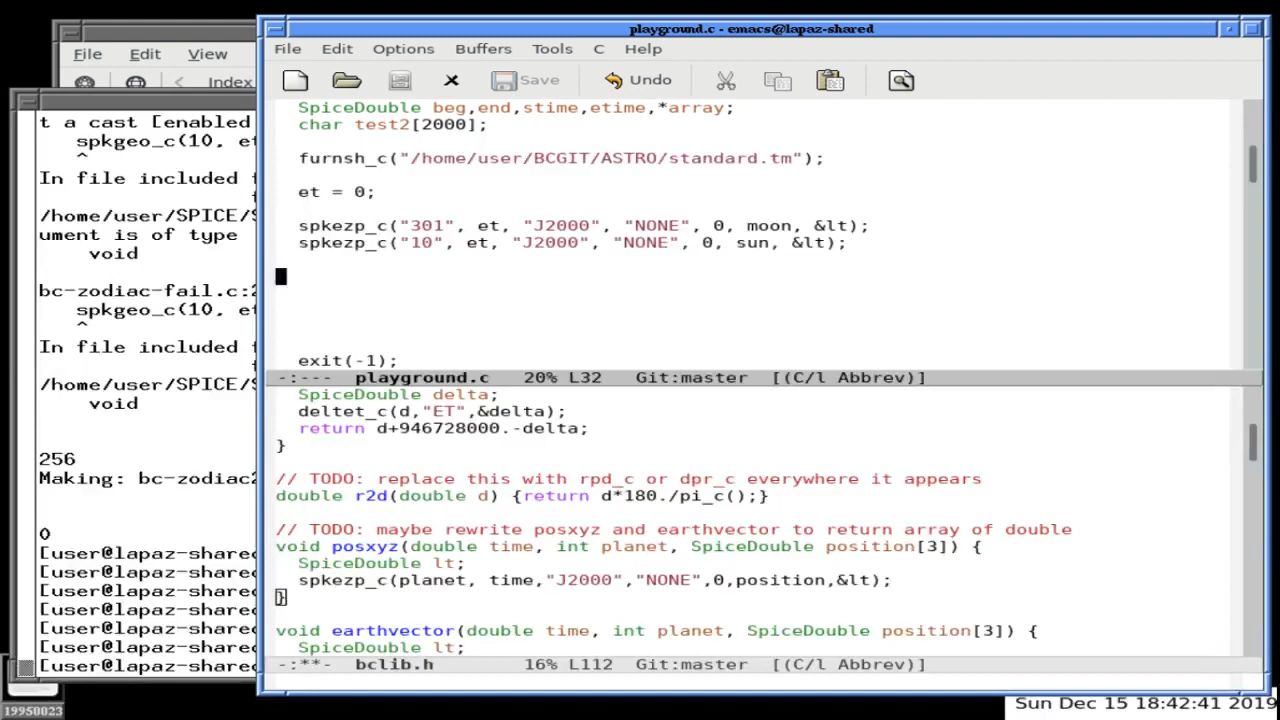 playground.c - emacs@lapaz-shared
File Edit Options Buffers Tools C Help
Save Undo
SpiceDouble beg,end,stime,etime,*array;
char test2[2000];
furnsh_c("/home/user/BCGIT/ASTRO/standard.tm");
et = 0;
spkezp_c("301", et, "J2000", "NONE", 0, moon, &lt);
spkezp_c("10", et, "J2000", "NONE", 0, sun, &lt);
exit(-1);
-:--- playground.c 20% L32 Git:master [(C/l Abbrev)]
SpiceDouble delta;
deltet_c(d,"ET",&delta);
return d+946728000.-delta;
}
// TODO: replace this with rpd_c or dpr_c everywhere it appears
double r2d(double d) {return d*180./pi_c();}
// TODO: maybe rewrite posxyz and earthvector to return array of double
void posxyz(double time, int planet, SpiceDouble position[3]) {
SpiceDouble lt;
spkezp_c(planet, time,"J2000","NONE",0,position,&lt);
}
void earthvector(double time, int planet, SpiceDouble position[3]) {
SpiceDouble lt;
-:**- bclib.h 16% L112 Git:master [(C/l Abbrev)]
File Edit View
Index
t a cast [enabled
spkgeo_c(10, et
^
In file included f
/home/user/SPICE/S
ument is of type
void
bc-zodiac-fail.c:2
spkgeo_c(10, et
^
In file included f
/home/user/SPICE/S
void
256
Making: bc-zodiac2
0
[user@lapaz-shared
[user@lapaz-shared
[user@lapaz-shared
[user@lapaz-shared
[user@lapaz-shared
[user@lapaz-shared
[user@lapaz-shared
19950023
Sun Dec 15 18:42:41 2019